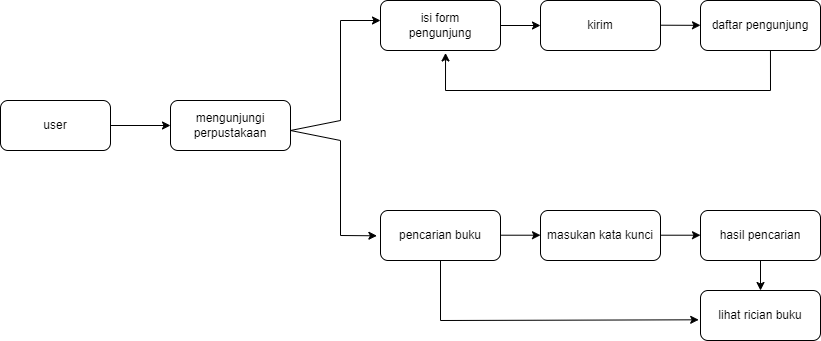 isi form
pengunjung
kirim
daftar pengunjung
user
mengunjungi
perpustakaan
pencarian buku
masukan kata kunci
hasil pencarian
lihat rician buku